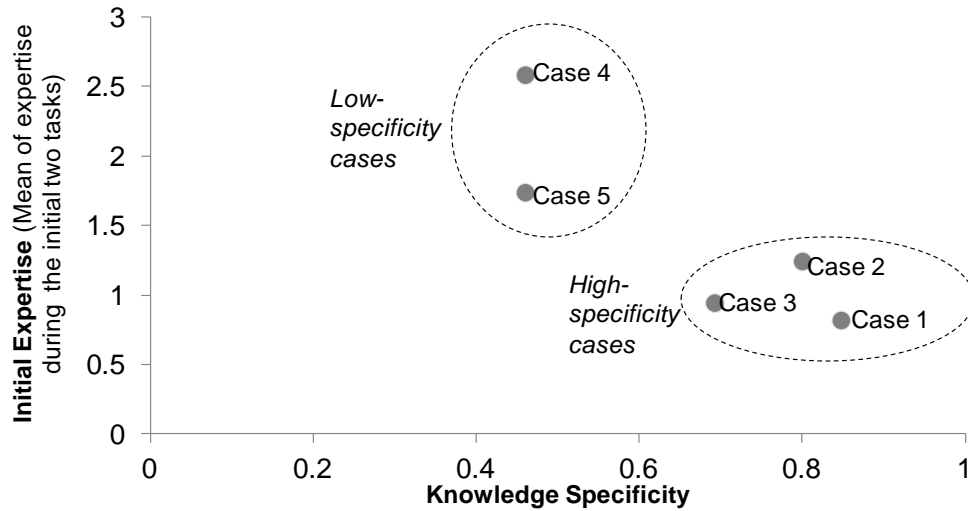 Initial Expertise (Mean of expertise
during the initial two tasks)
3
2.5
2
1.5
1
0.5
0
Low-
specificity
cases
Case 4
Case 5
High-
specificity
cases
Case 2
Case 3
Case 1
0 0.2 0.4 0.6 0.8 1
Knowledge Specificity